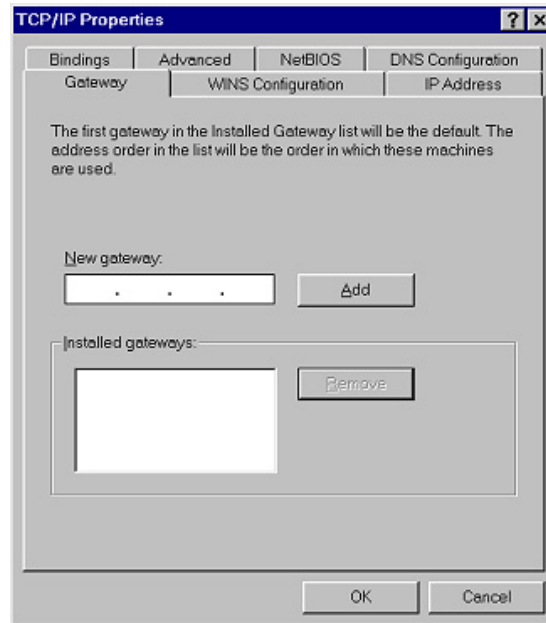 TCP/IP Properties
Bindings Advanced NetBIOS DNS Configuration
Gateway WINS Configuration IP Address
The first gateway in the Installed Gateway list will be the default. The
address order in the list will be the order in which these machines
are used.
New gateway:
. . . Add
Installed gateways:
Remove
OK Cancel